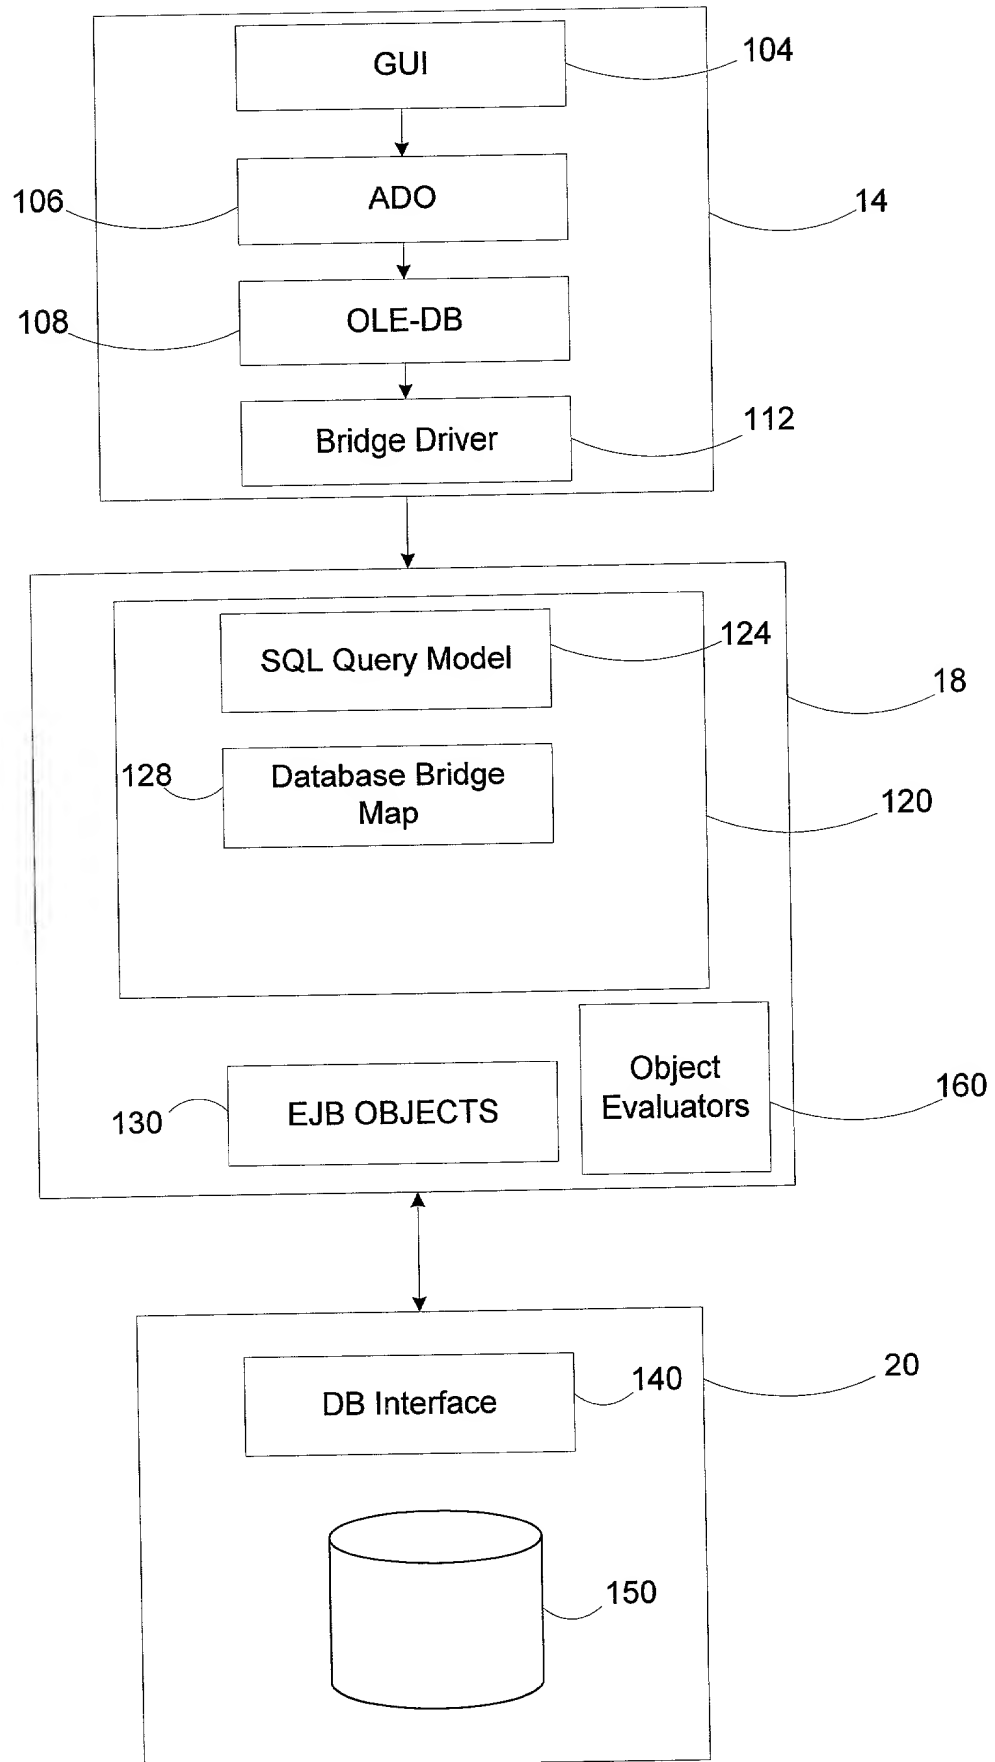 GUI
104
ADO
106
14
OLE-DB
108
Bridge Driver
112
SQL Query Model
124
18
Database Bridge
Map
128
120
Object
Evaluators
160
EJB OBJECTS
130
DB Interface
140
20
150